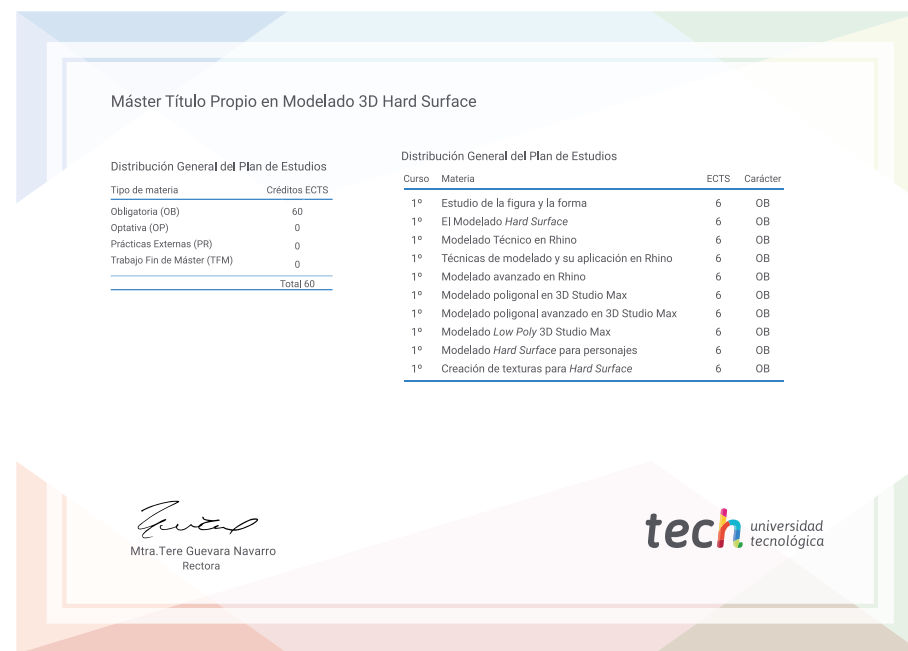 Máster Título Propio en Modelado 3D Hard Surface
Distribución General del Plan de Estudios
Tipo de materia Créditos ECTS
Obligatoria (OB) 60
Optativa (OP) 0
Prácticas Externas (PR) 0
Trabajo Fin de Máster (TFM) 0
Total 60
Distribución General del Plan de Estudios
Curso Materia ECTS Carácter
1º Estudio de la figura y la forma 6 OB
1º El Modelado Hard Surface 6 OB
1º Modelado Técnico en Rhino 6 OB
1º Técnicas de modelado y su aplicación en Rhino 6 OB
1º Modelado avanzado en Rhino 6 OB
1º Modelado poligonal en 3D Studio Max 6 OB
1º Modelado poligonal avanzado en 3D Studio Max 6 OB
1º Modelado Low Poly 3D Studio Max 6 OB
1º Modelado Hard Surface para personajes 6 OB
1º Creación de texturas para Hard Surface 6 OB
Mtra.Tere Guevara Navarro
Rectora
tech universidad
tecnológica